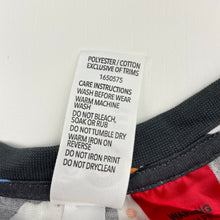 POLYESTER / COTTON
EXCLUSIVE OF TRIMS
1650575
CARE INSTRUCTIONS
WASH BEFORE WEAR
WARM MACHINE
WASH
DO NOT BLEACH,
SOAK OR RUB
DO NOT TUMBLE DRY
WARM IRON ON
REVERSE
DO NOT IRON PRINT
DO NOT DRYCLEAN